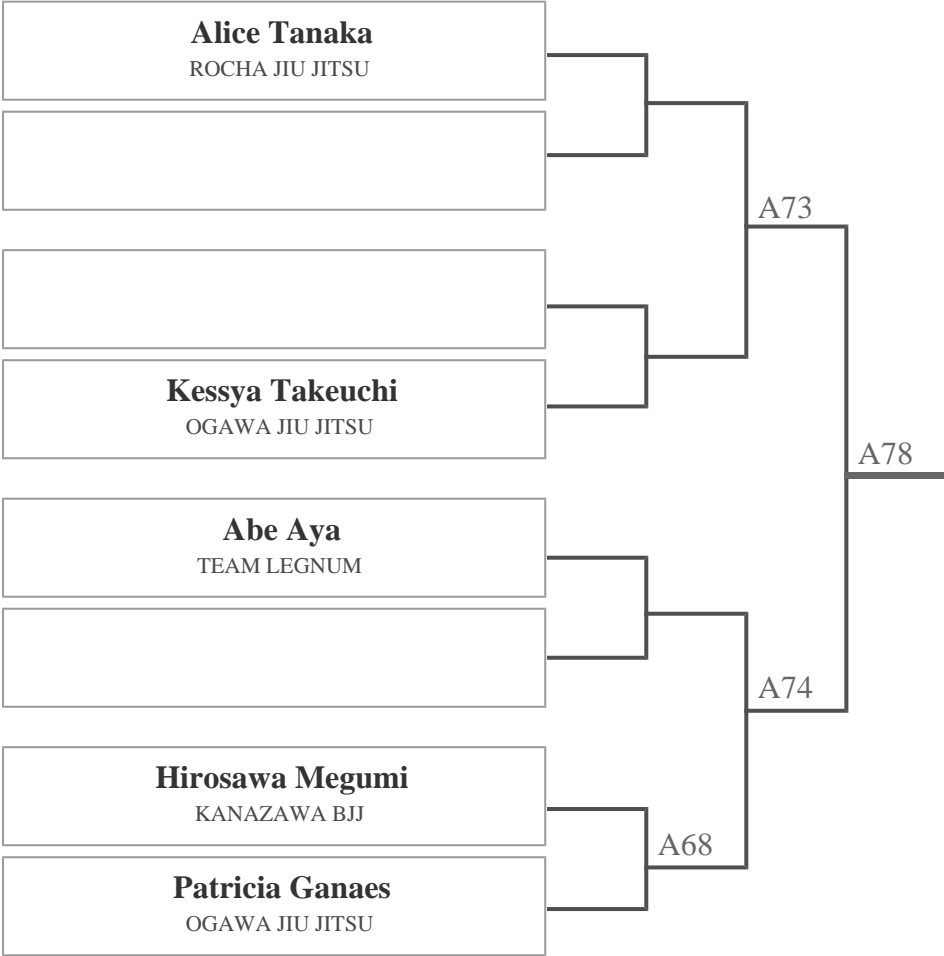 Alice Tanaka
ROCHA JIU JITSU
A73
Kessya Takeuchi
OGAWA JIU JITSU
A78
Abe Aya
TEAM LEGNUM
A74
Hirosawa Megumi
KANAZAWA BJJ
A68
Patricia Ganaes
OGAWA JIU JITSU